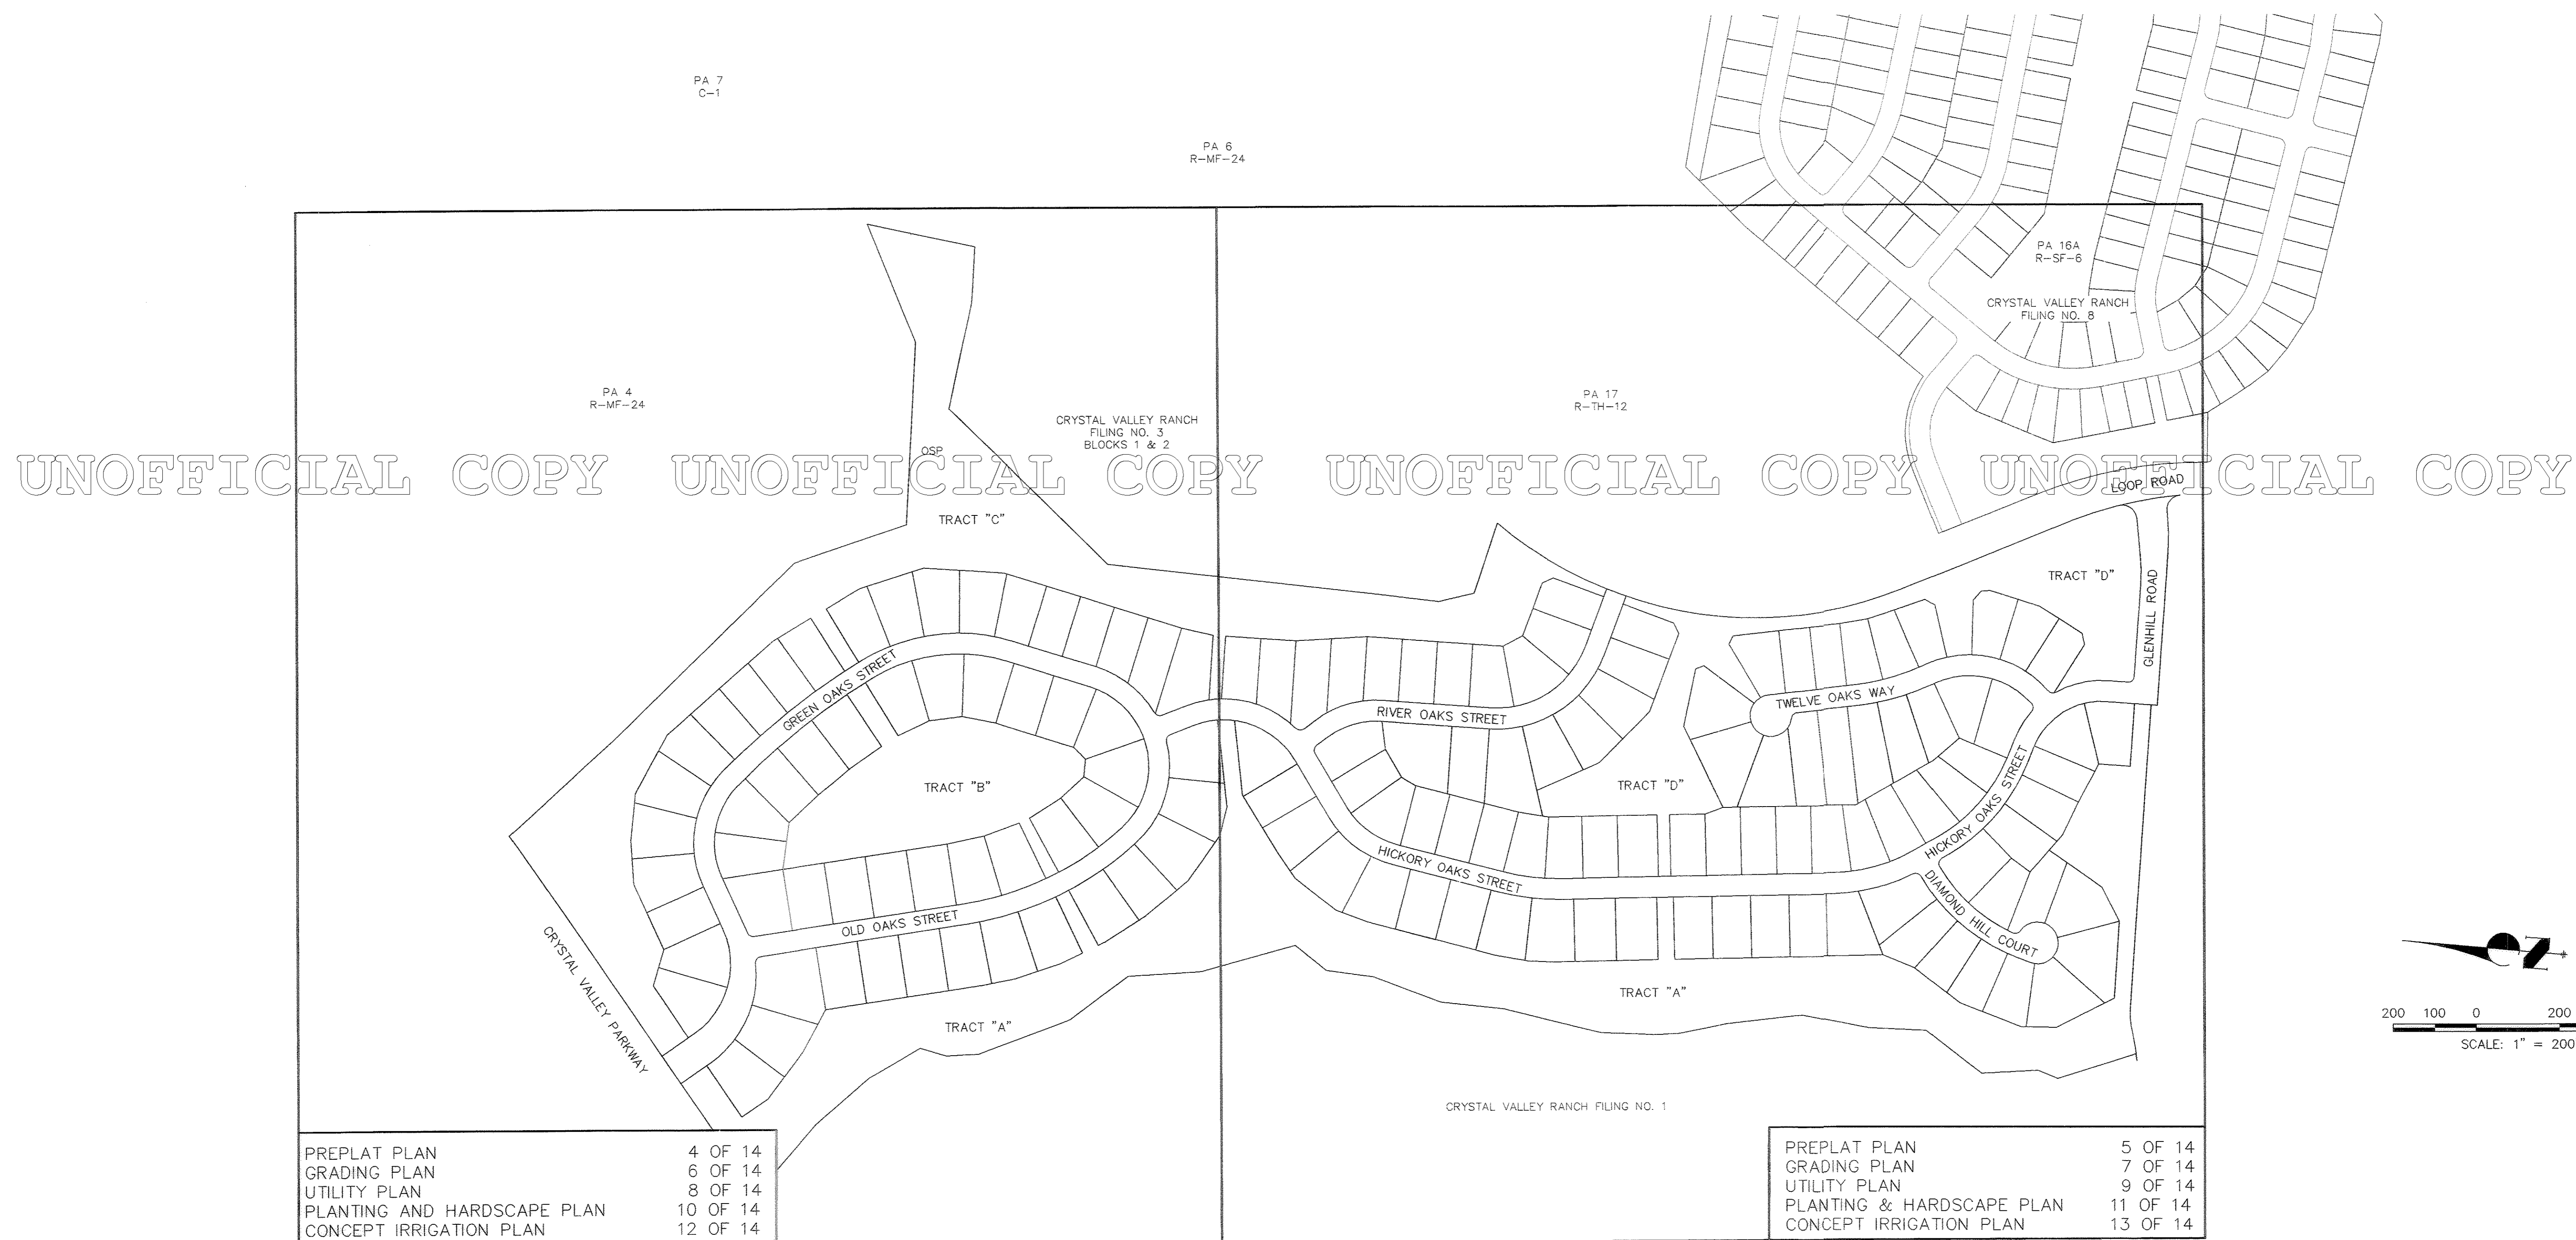 PA 7
C-1
PA 6
R-MF-24
PA 16A
R-SF-6
CRYSTAL VALLEY RANCH
FILING NO. 8
PA 4
R-MF-24
PA 17
R-TH-12
CRYSTAL VALLEY RANCH
FILING NO. 3
BLOCKS 1 & 2
OSP
UNOFFICIAL COPY UNOFFICIAL COPY UNOFFICIAL COPY UNOFFICIAL COPY
LOOP ROAD
TRACT "C"
TRACT "D"
GLENHILL ROAD
GREEN OAKS STREET
RIVER OAKS STREET
TWELVE OAKS WAY
TRACT "B"
TRACT "D"
HICKORY OAKS STREET
HICKORY OAKS STREET
OLD OAKS STREET
DIAMOND HILL COURT
CRYSTAL VALLEY PARKWAY
TRACT "A"
TRACT "A"
N
200 100 0 200
SCALE: 1" = 200
CRYSTAL VALLEY RANCH FILING NO. 1
PREPLAT PLAN 4 OF 14
GRADING PLAN 6 OF 14
UTILITY PLAN 8 OF 14
PLANTING AND HARDSCAPE PLAN 10 OF 14
CONCEPT IRRIGATION PLAN 12 OF 14
PREPLAT PLAN 5 OF 14
GRADING PLAN 7 OF 14
UTILITY PLAN 9 OF 14
PLANTING & HARDSCAPE PLAN 11 OF 14
CONCEPT IRRIGATION PLAN 13 OF 14